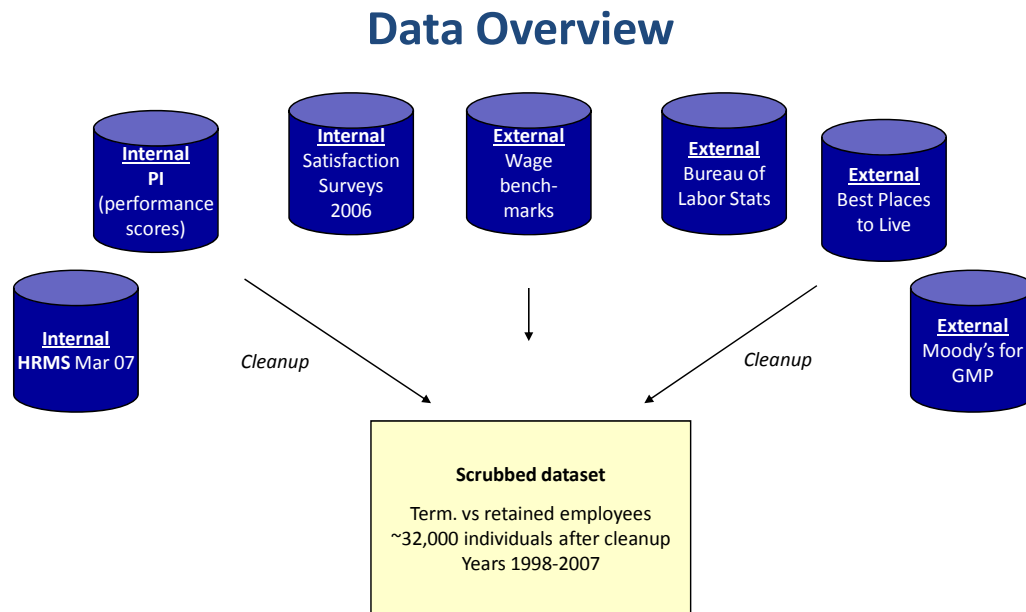 Data Overview
Internal
PI
(performance
scores)
Internal
Satisfaction
Surveys
2006
External
Wage
bench-
marks
External
Bureau of
Labor Stats
External
Best Places
to Live
Internal
HRMS Mar 07
External
Moody's for
GMP
Cleanup
Cleanup
Scrubbed dataset
Term. vs retained employees
~32,000 individuals after cleanup
Years 1998-2007